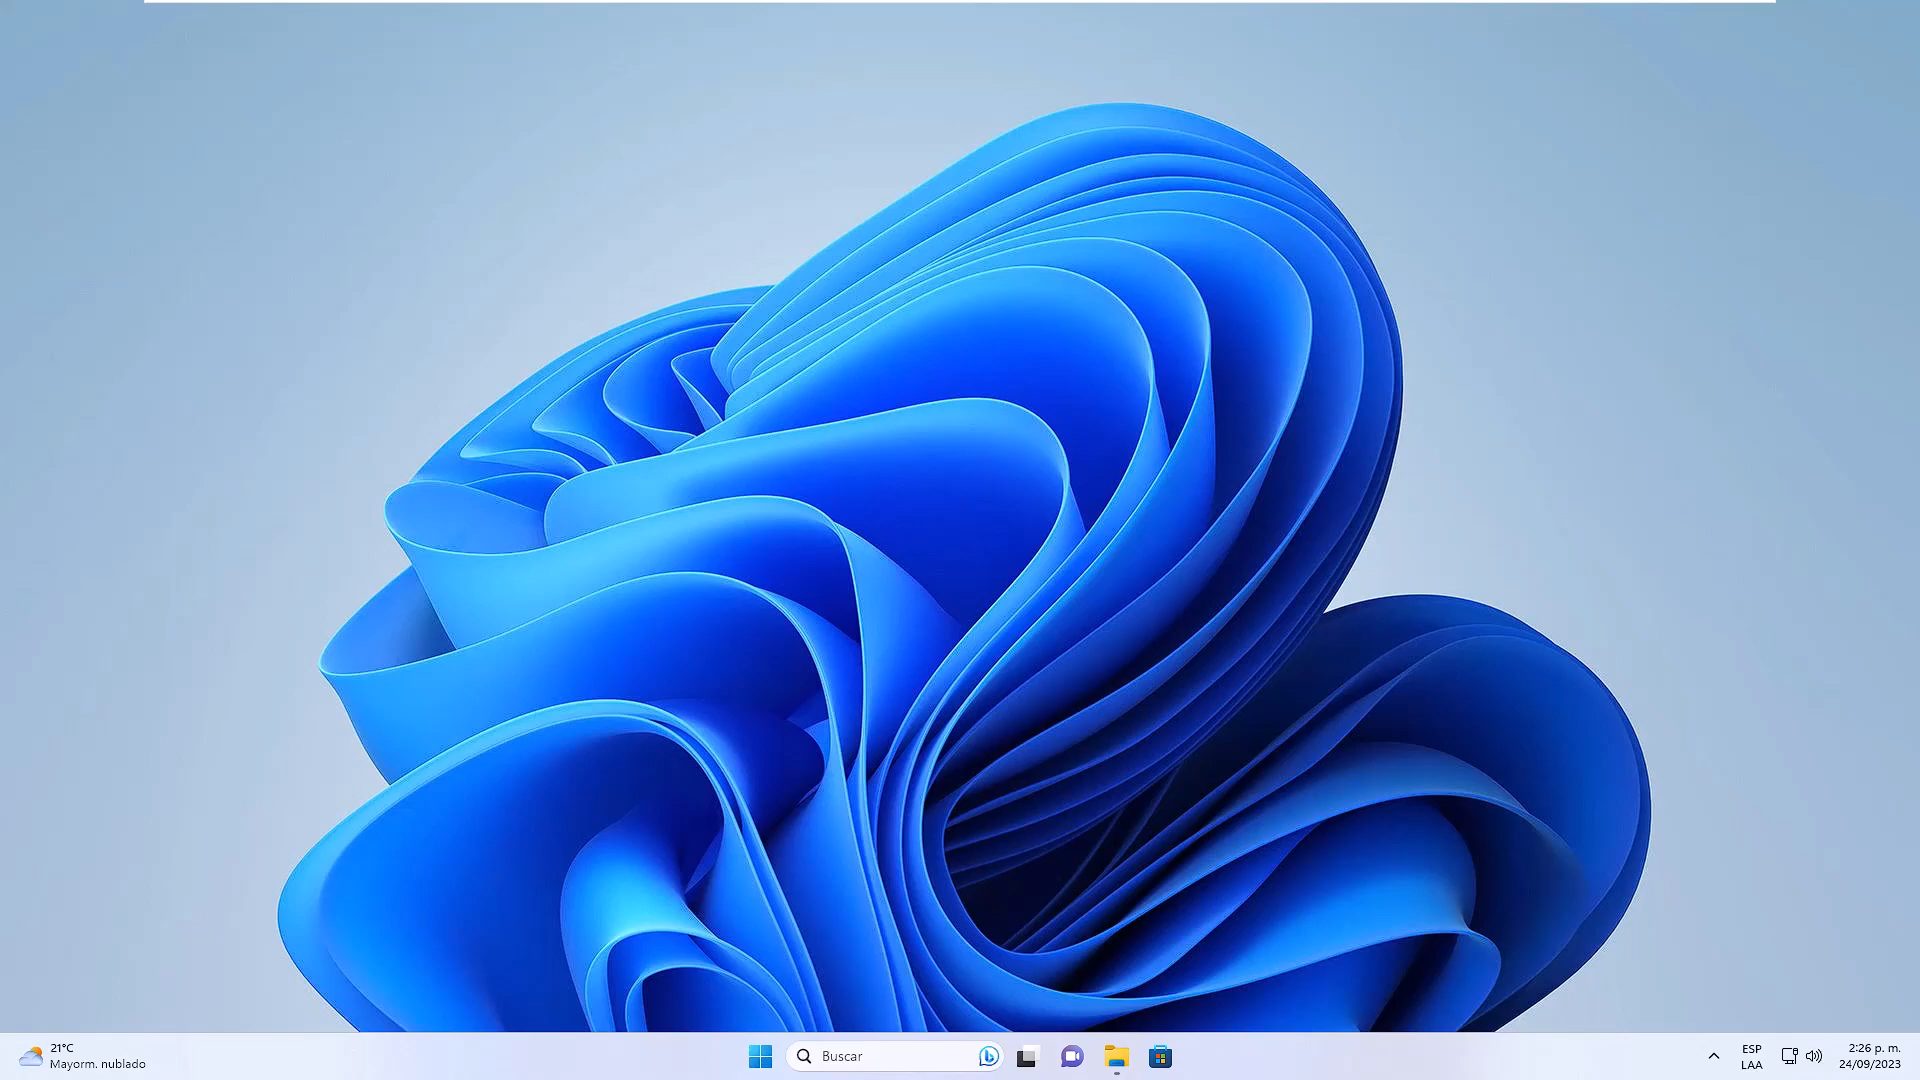 21°C
Mayorm. nublado
Buscar
ESP
LAA
2:26 p. m.
24/09/2023